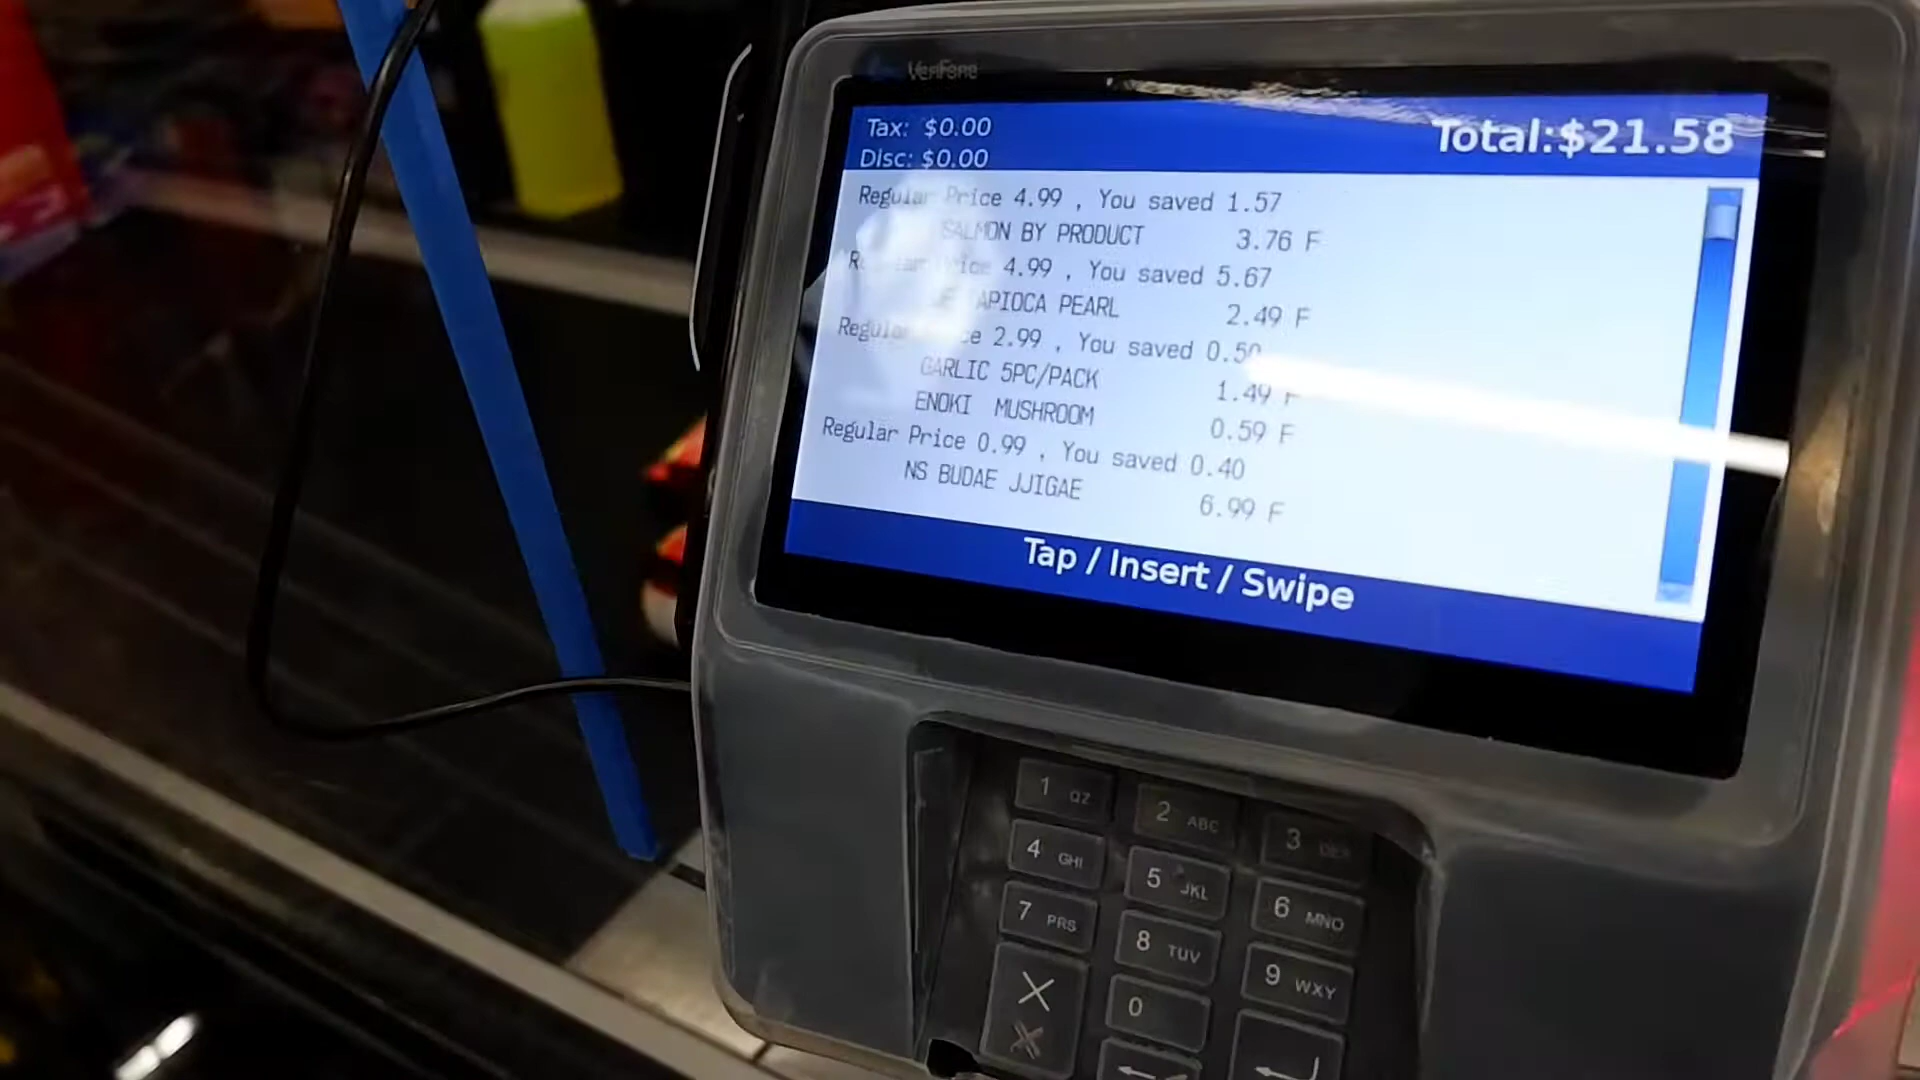 VeriFone
Tax: $0.00
Total:$21.58
Disc: $0.00
Regular Price 4.99 , You saved 1.57
SALMON BY PRODUCT 3.76 F
Regular Price 4.99 , You saved 5.67
TAPIOCA PEARL 2.49 F
Regular Price 2.99 , You saved 0.50
GARLIC 5PC/PACK 1.49 F
ENOKI MUSHROOM 0.59 F
Regular Price 0.99 , You saved 0.40
NS BUDAE JJIGAE 6.99 F
Tap / Insert / Swipe
1 QZ
2 ABC
3 DEF
4 GHI
5 JKL
6 MNO
7 PRS
8 TUV
9 WXY
0